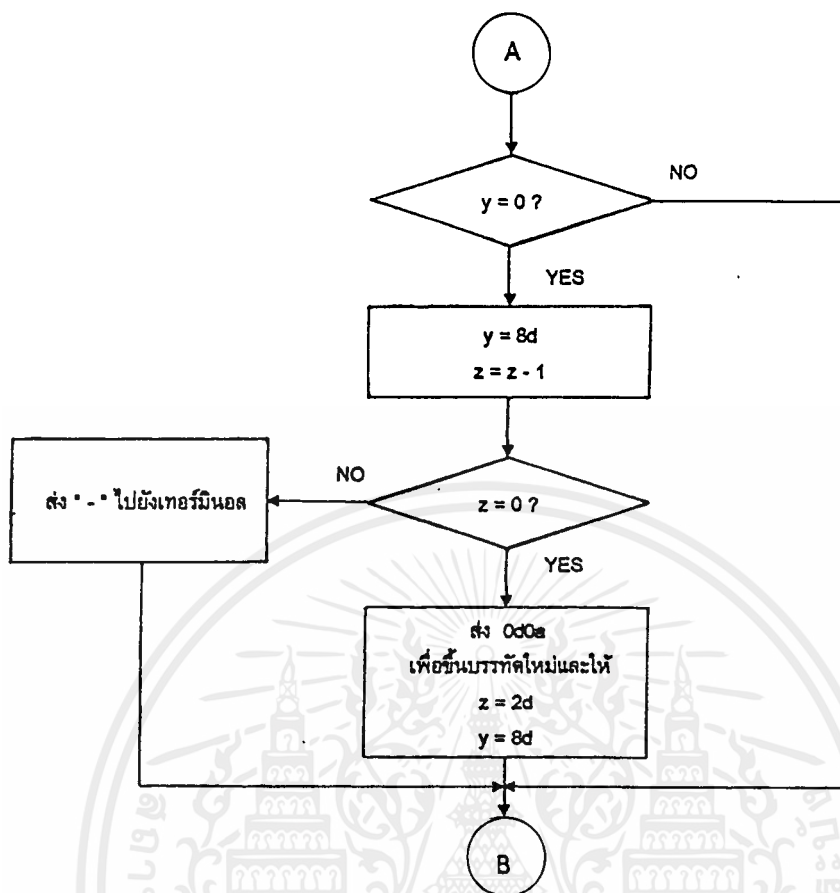 A
NO
y = 0 ?
YES
y = 8d
z = z - 1
NO
ส่ง "-" ไปยังเทอร์มินอล
z = 0 ?
YES
ส่ง 0d0a
เพื่อขึ้นบรรทัดใหม่และให้
z = 2d
y = 8d
B